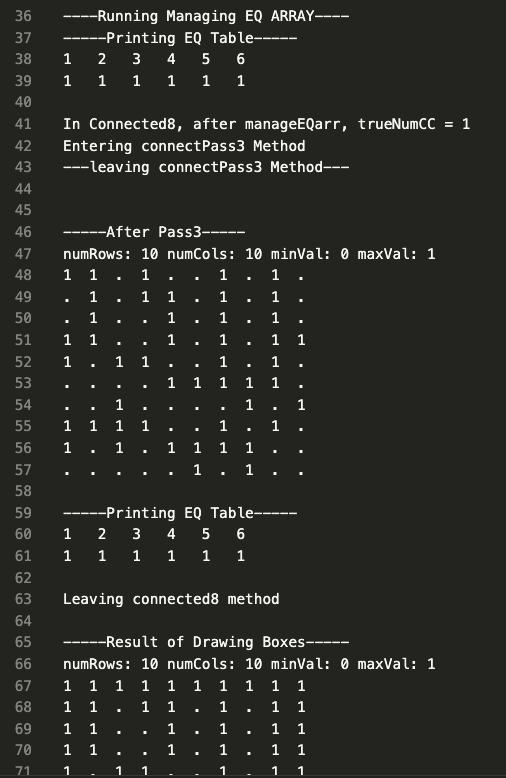 36 ----Running Managing EQ ARRAY----
37 -----Printing EQ Table-----
38 1 2 3 4 5 6
39 1 1 1 1 1 1
40
41 In Connected8, after manageEQarr, trueNumCC = 1
42 Entering connectPass3 Method
43 ---leaving connectPass3 Method---
44
45
46 -----After Pass3-----
47 numRows: 10 numCols: 10 minVal: 0 maxVal: 1
48 1 1 . 1 . . 1 . 1 .
49 . 1 . 1 1 . 1 . 1 .
50 . 1 . . 1 . 1 . 1 .
51 1 1 . . 1 . 1 . 1 1
52 1 . 1 1 . . 1 . 1 .
53 . . . . 1 1 1 1 1 .
54 . . 1 . . . . 1 . 1
55 1 1 1 1 . . 1 . 1 .
56 1 . 1 . 1 1 1 1 . .
57 . . . . . 1 . 1 . .
58
59 -----Printing EQ Table-----
60 1 2 3 4 5 6
61 1 1 1 1 1 1
62
63 Leaving connected8 method
64
65 -----Result of Drawing Boxes-----
66 numRows: 10 numCols: 10 minVal: 0 maxVal: 1
67 1 1 1 1 1 1 1 1 1 1
68 1 1 . 1 1 . 1 . 1 1
69 1 1 . . 1 . 1 . 1 1
70 1 1 . . 1 . 1 . 1 1
71 1 . 1 1 . . 1 . 1 1